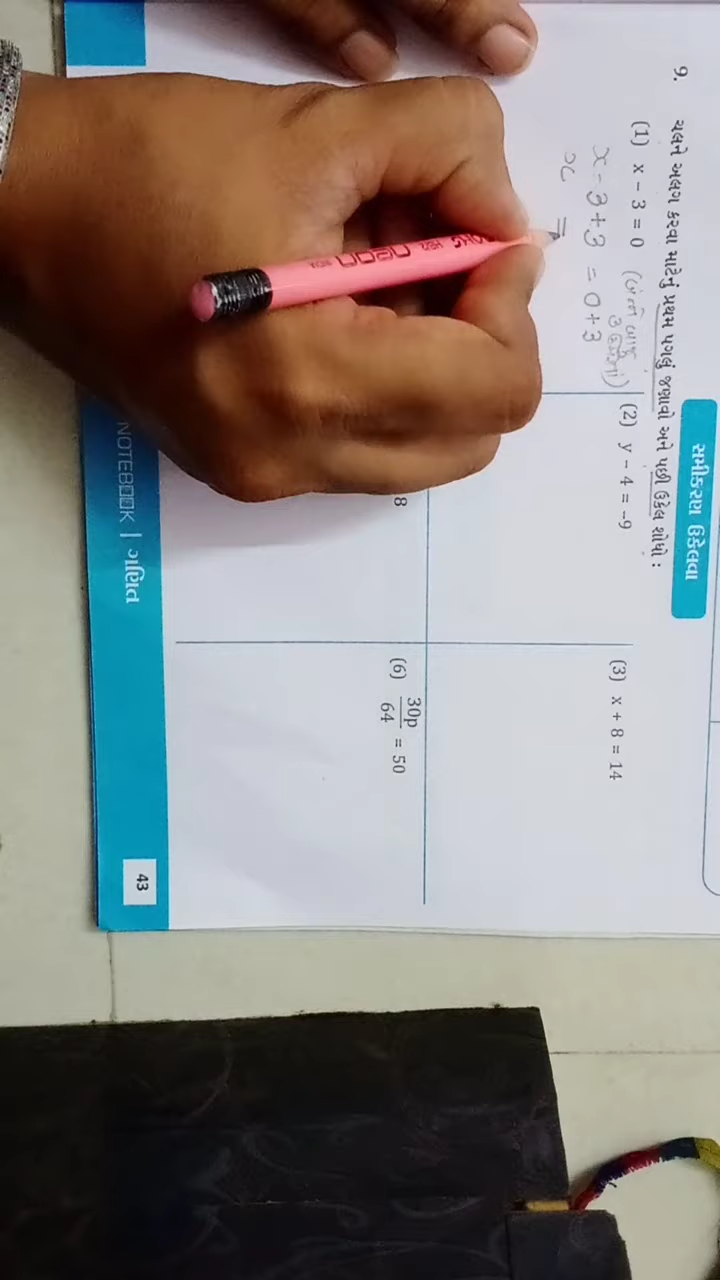 સમીકરણ ઉકેલવા
9. ચલને અલગ કરવા માટેનું પ્રથમ પગલું જણાવો અને પછી ઉકેલ શોધો :
(1) x − 3 = 0
(બંને બાજુ
3
x - 3 + 3 = 0 + 3
x =
(2) y − 4 = −9
(3) x + 8 = 14
8
(6) 30p/64 = 50
NOTEBOOK | ગણિત
43
neon